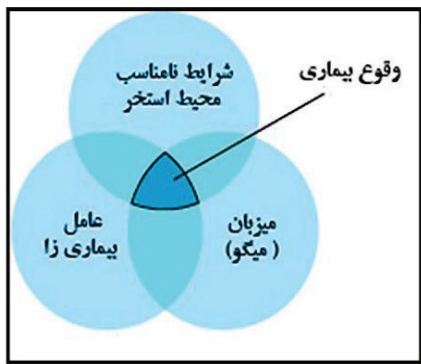 شرایط نامناسب
محیط استخر
وقوع بیماری
عامل
بیماری زا
میزبان
( میگو)